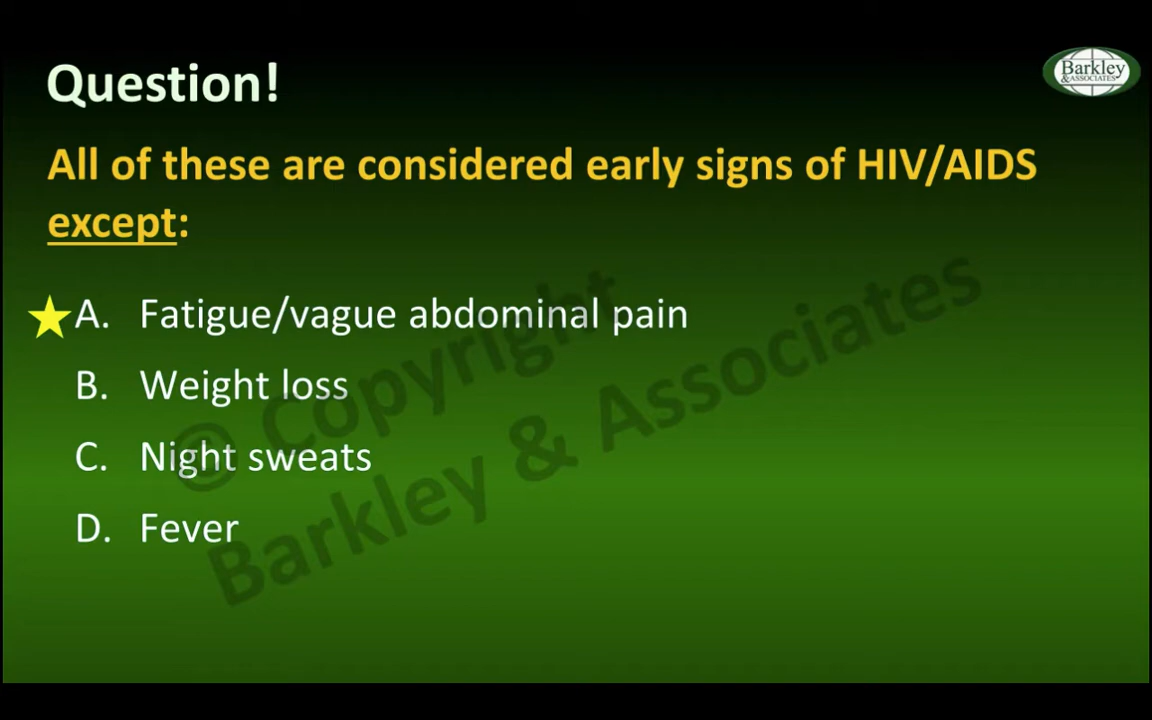 Question!
Barkley
& ASSOCIATES
All of these are considered early signs of HIV/AIDS
except:
A. Fatigue/vague abdominal pain
B. Weight loss
C. Night sweats
D. Fever
© Copyright
Barkley & Associates